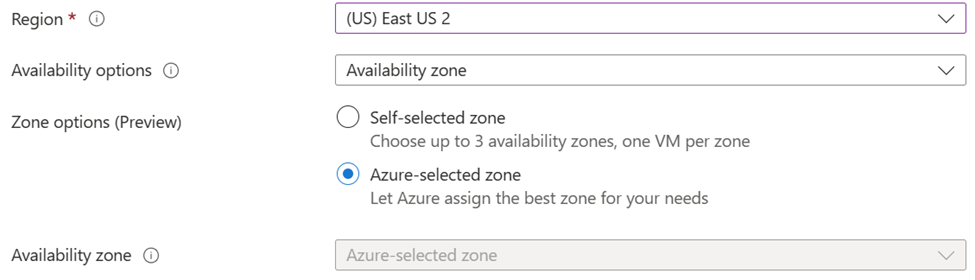 Region * (US) East US 2
Availability options Availability zone
Zone options (Preview) Self-selected zone
Choose up to 3 availability zones, one VM per zone
Azure-selected zone
Let Azure assign the best zone for your needs
Availability zone Azure-selected zone